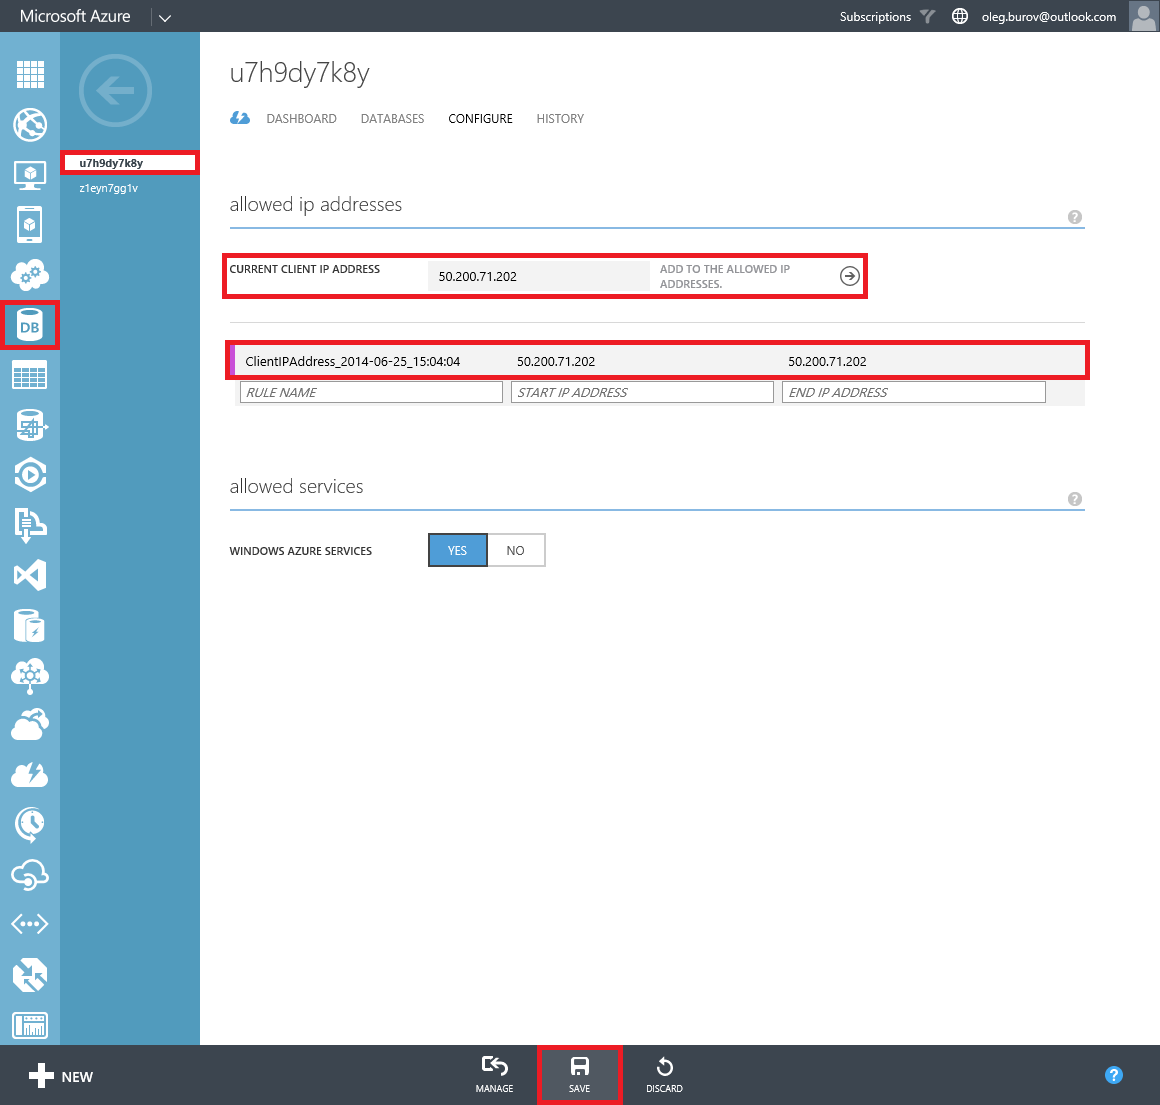 Microsoft Azure
Subscriptions
oleg.burov@outlook.com
u7h9dy7k8y
z1eyn7gg1v
DB
u7h9dy7k8y
DASHBOARD DATABASES CONFIGURE HISTORY
allowed ip addresses
?
CURRENT CLIENT IP ADDRESS
50.200.71.202
ADD TO THE ALLOWED IP
ADDRESSES.
ClientIPAddress_2014-06-25_15:04:04 50.200.71.202 50.200.71.202
RULE NAME START IP ADDRESS END IP ADDRESS
allowed services
?
WINDOWS AZURE SERVICES YES NO
NEW
MANAGE SAVE DISCARD
?